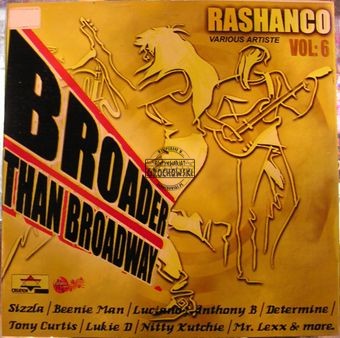 RASHANCO
VARIOUS ARTISTE
VOL: 6
BROADER
THAN BROADWAY
GROCHOWSKI
Sizzla / Beenie Man / Luciano / Anthony B / Determine /
Tony Curtis / Lukie D / Nitty Kutchie / Mr. Lexx & more.